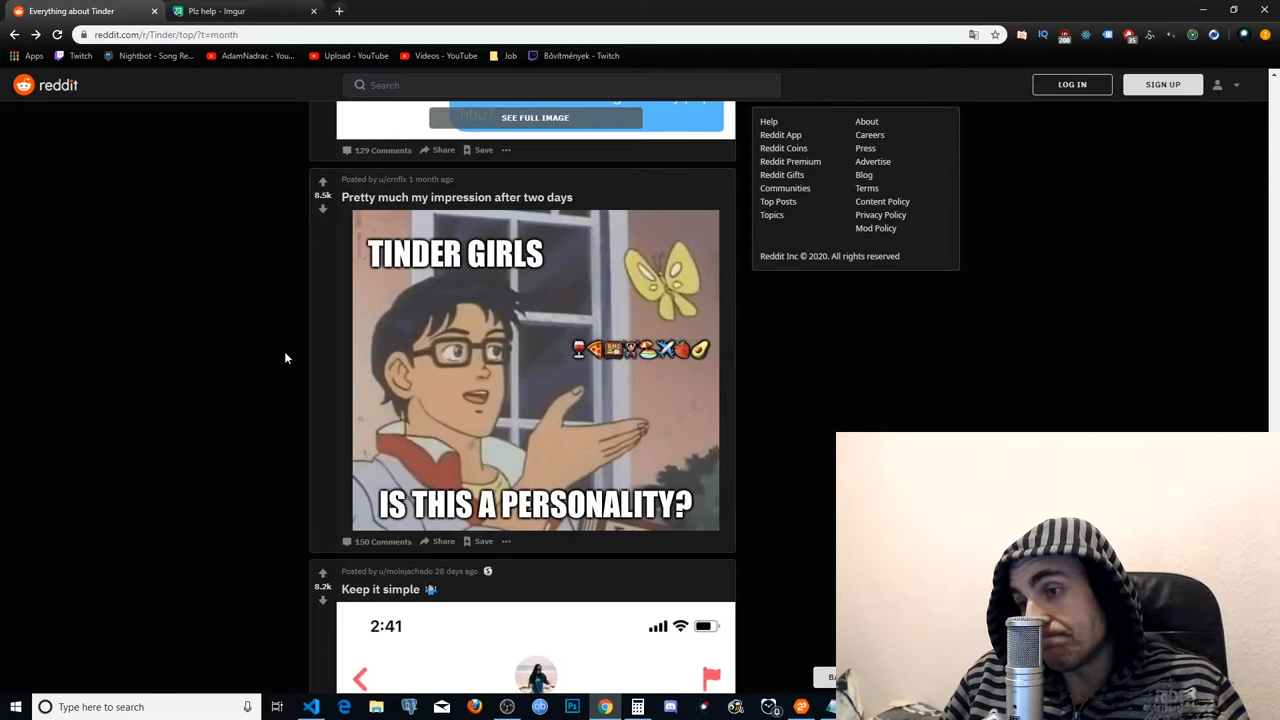 Everything about Tinder
Plz help - Imgur
reddit.com/r/Tinder/top/?t=month
Apps
Twitch
Nightbot - Song Re...
AdamNadrac - You...
Upload - YouTube
Videos - YouTube
Job
Bővítmények - Twitch
reddit
Search
LOG IN
SIGN UP
SEE FULL IMAGE
129 Comments
Share
Save
Help
About
Reddit App
Careers
Reddit Coins
Press
Reddit Premium
Advertise
Reddit Gifts
Blog
Communities
Terms
Top Posts
Content Policy
Topics
Privacy Policy
Mod Policy
Reddit Inc © 2020. All rights reserved
Posted by u/crnflx 1 month ago
8.5k
Pretty much my impression after two days
TINDER GIRLS
IS THIS A PERSONALITY?
150 Comments
Share
Save
Posted by u/molejachado 28 days ago
8.2k
Keep it simple
2:41
Type here to search